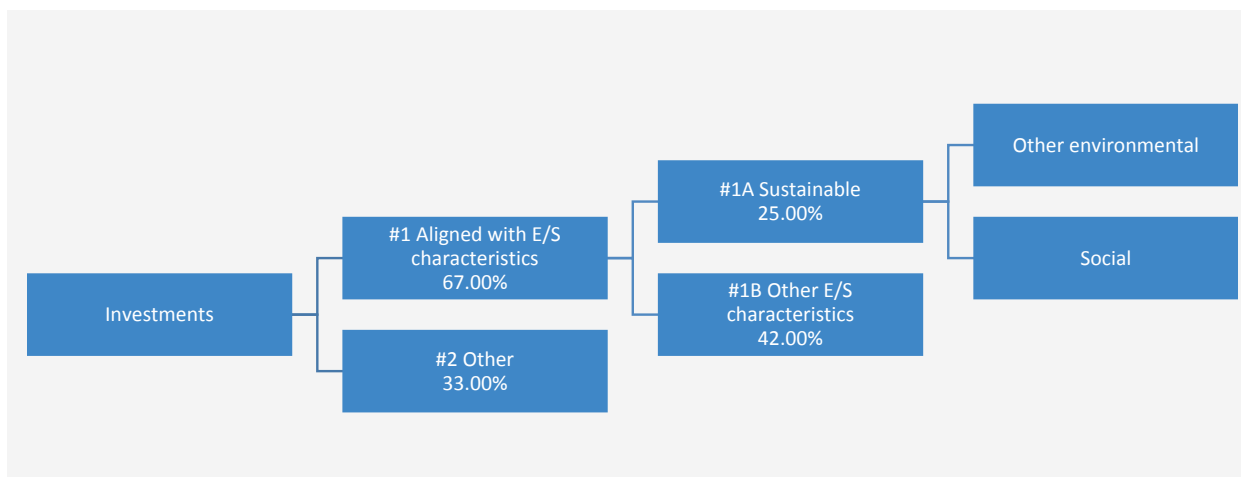 Investments
#1 Aligned with E/S
characteristics
67.00%
#2 Other
33.00%
#1A Sustainable
25.00%
#1B Other E/S
characteristics
42.00%
Other environmental
Social